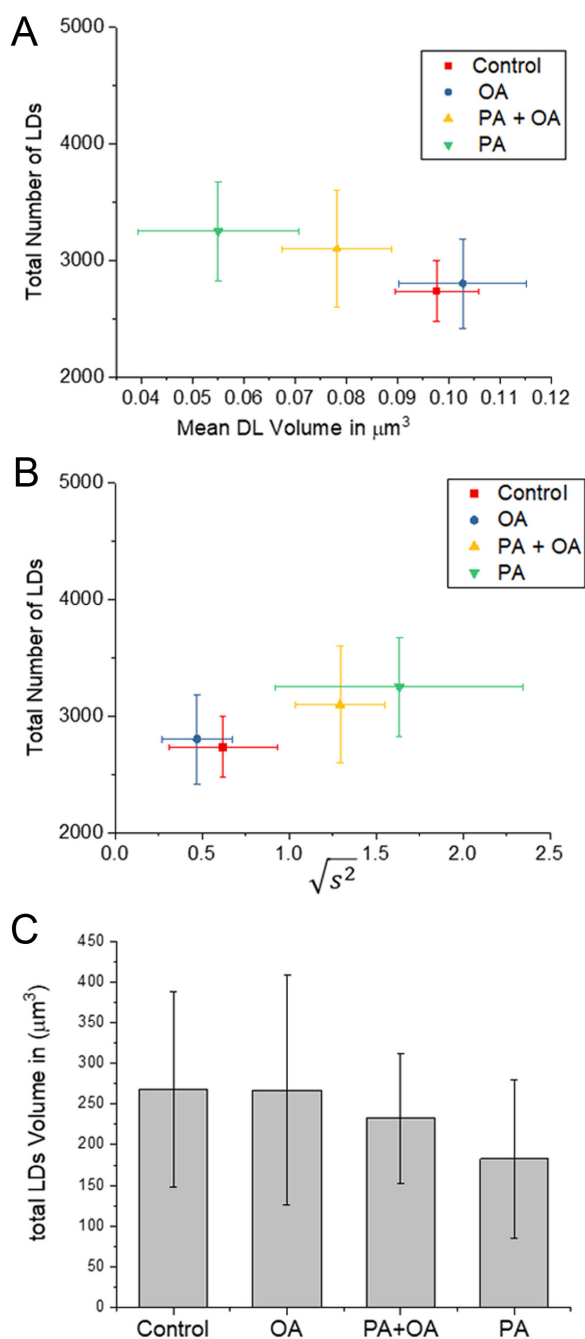 A
5000
4000
3000
2000
Total Number of LDs
Control
OA
PA + OA
PA
0.04 0.05 0.06 0.07 0.08 0.09 0.10 0.11 0.12
Mean DL Volume in μm³
B
5000
4000
3000
2000
Total Number of LDs
Control
OA
PA + OA
PA
0.0 0.5 1.0 1.5 2.0 2.5
√s²
C
450
400
350
300
250
200
150
100
50
0
total LDs Volume in (μm³)
Control OA PA+OA PA